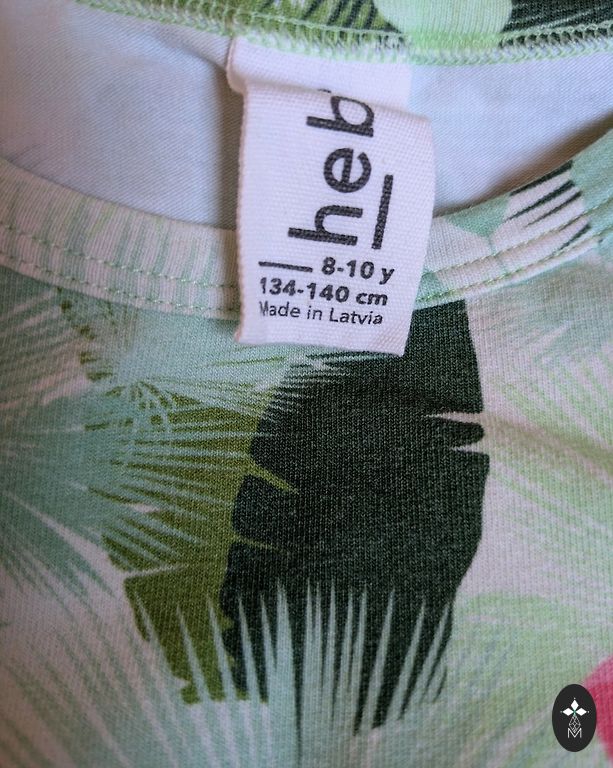 heb
8-10 y
134-140 cm
Made in Latvia